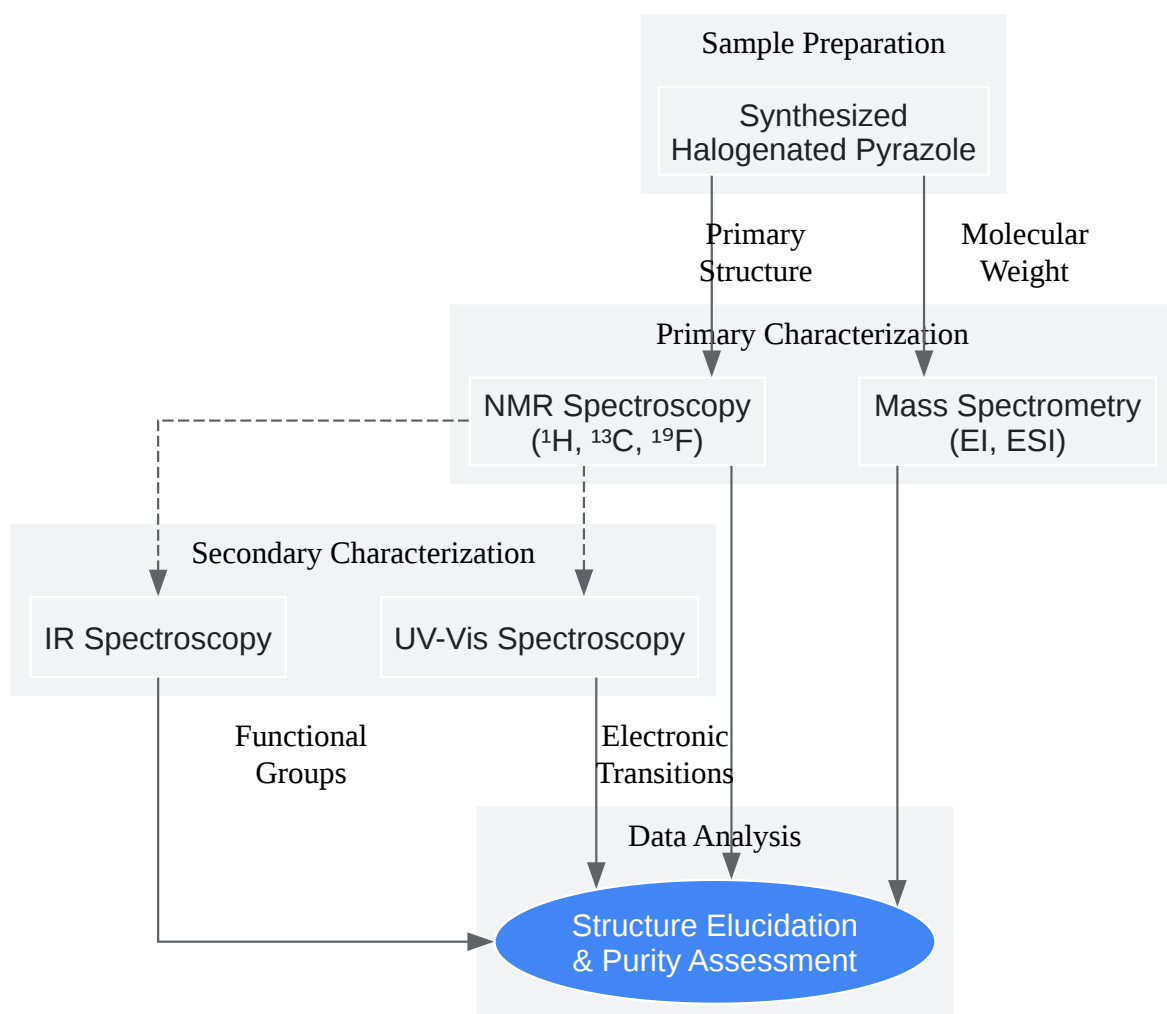 Sample Preparation
Synthesized
Halogenated Pyrazole
Primary
Structure
Molecular
Weight
Primary Characterization
NMR Spectroscopy
(¹H, ¹³C, ¹⁹F)
Mass Spectrometry
(EI, ESI)
Secondary Characterization
IR Spectroscopy
UV-Vis Spectroscopy
Functional
Groups
Electronic
Transitions
Data Analysis
Structure Elucidation
& Purity Assessment